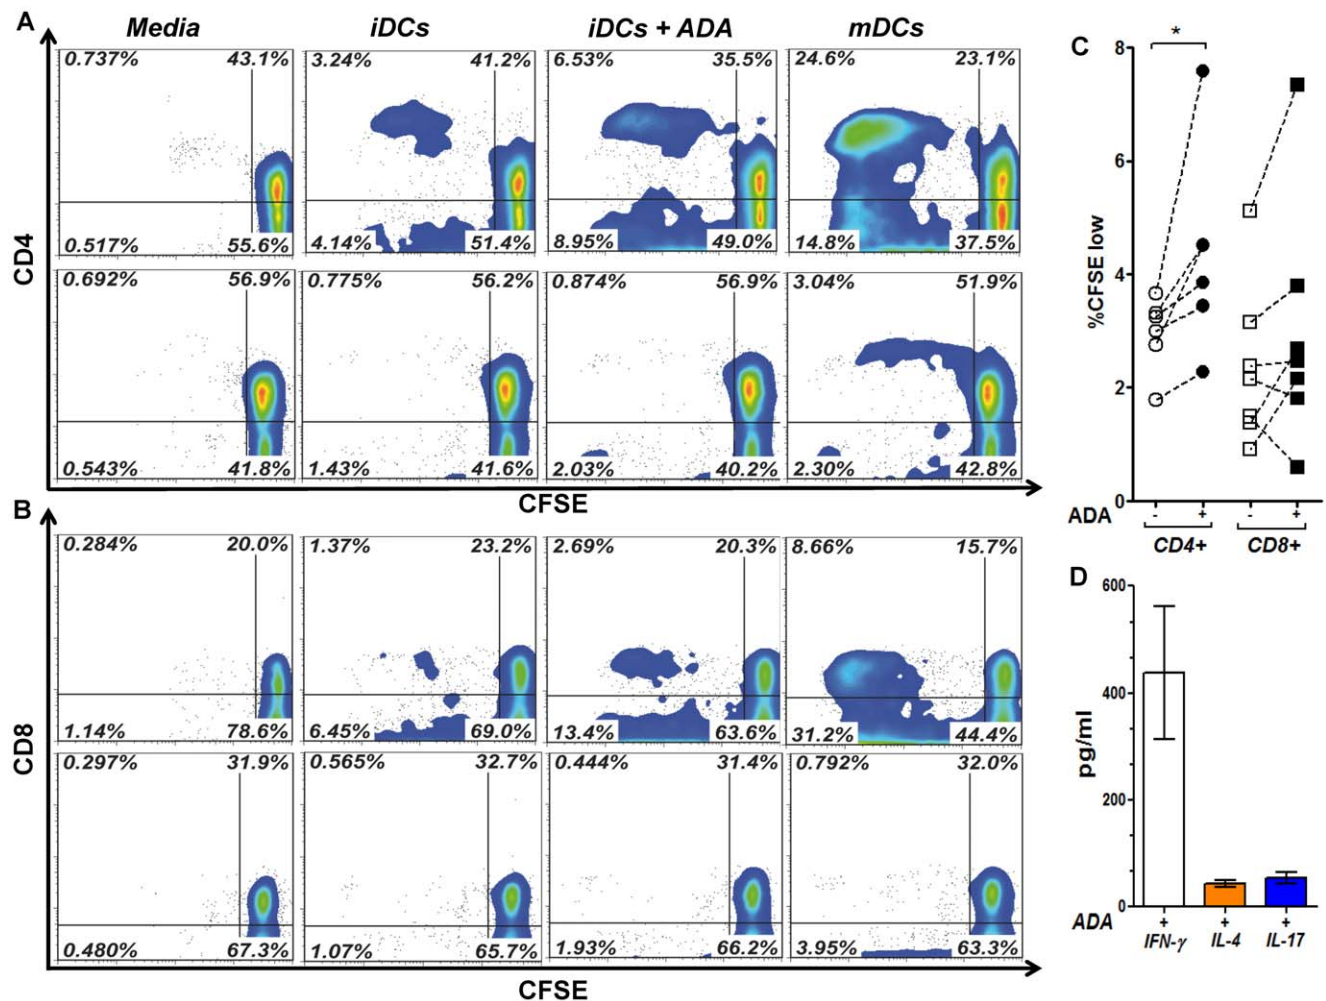 A
Media
iDCs
iDCs + ADA
mDCs
0.737% 43.1%
3.24% 41.2%
6.53% 35.5%
24.6% 23.1%
0.517% 55.6%
4.14% 51.4%
8.95% 49.0%
14.8% 37.5%
CD4
0.692% 56.9%
0.775% 56.2%
0.874% 56.9%
3.04% 51.9%
0.543% 41.8%
1.43% 41.6%
2.03% 40.2%
2.30% 42.8%
CFSE
B
0.284% 20.0%
1.37% 23.2%
2.69% 20.3%
8.66% 15.7%
1.14% 78.6%
6.45% 69.0%
13.4% 63.6%
31.2% 44.4%
CD8
0.297% 31.9%
0.565% 32.7%
0.444% 31.4%
0.792% 32.0%
0.480% 67.3%
1.07% 65.7%
1.93% 66.2%
3.95% 63.3%
CFSE
C
*
8
6
4
2
0
%CFSE low
ADA - + - +
CD4+ CD8+
D
600
400
200
0
pg/ml
ADA + + +
IFN-γ IL-4 IL-17